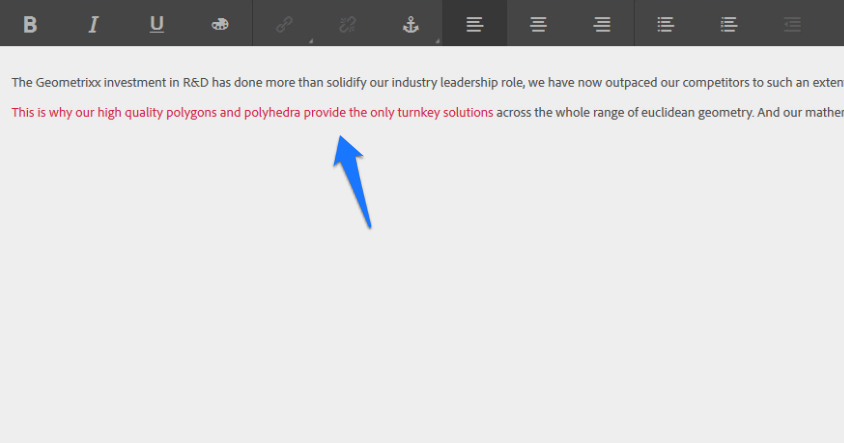 B I U
The Geometrixx investment in R&D has done more than solidify our industry leadership role, we have now outpaced our competitors to such an exten
This is why our high quality polygons and polyhedra provide the only turnkey solutions across the whole range of euclidean geometry. And our mather